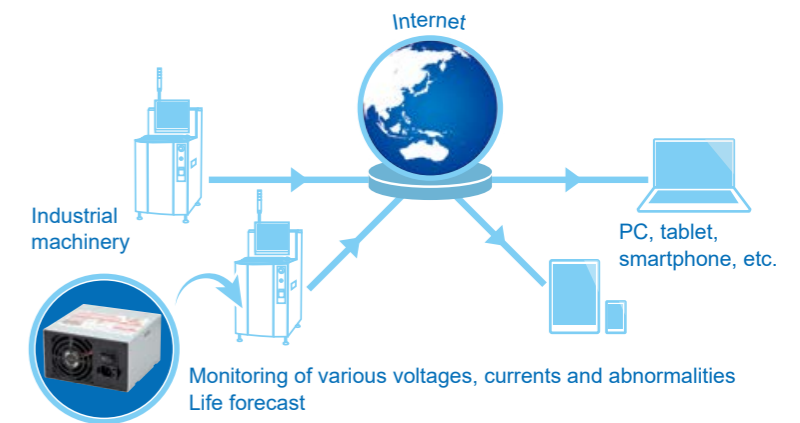 Internet
Industrial
machinery
PC, tablet,
smartphone, etc.
Monitoring of various voltages, currents and abnormalities
Life forecast